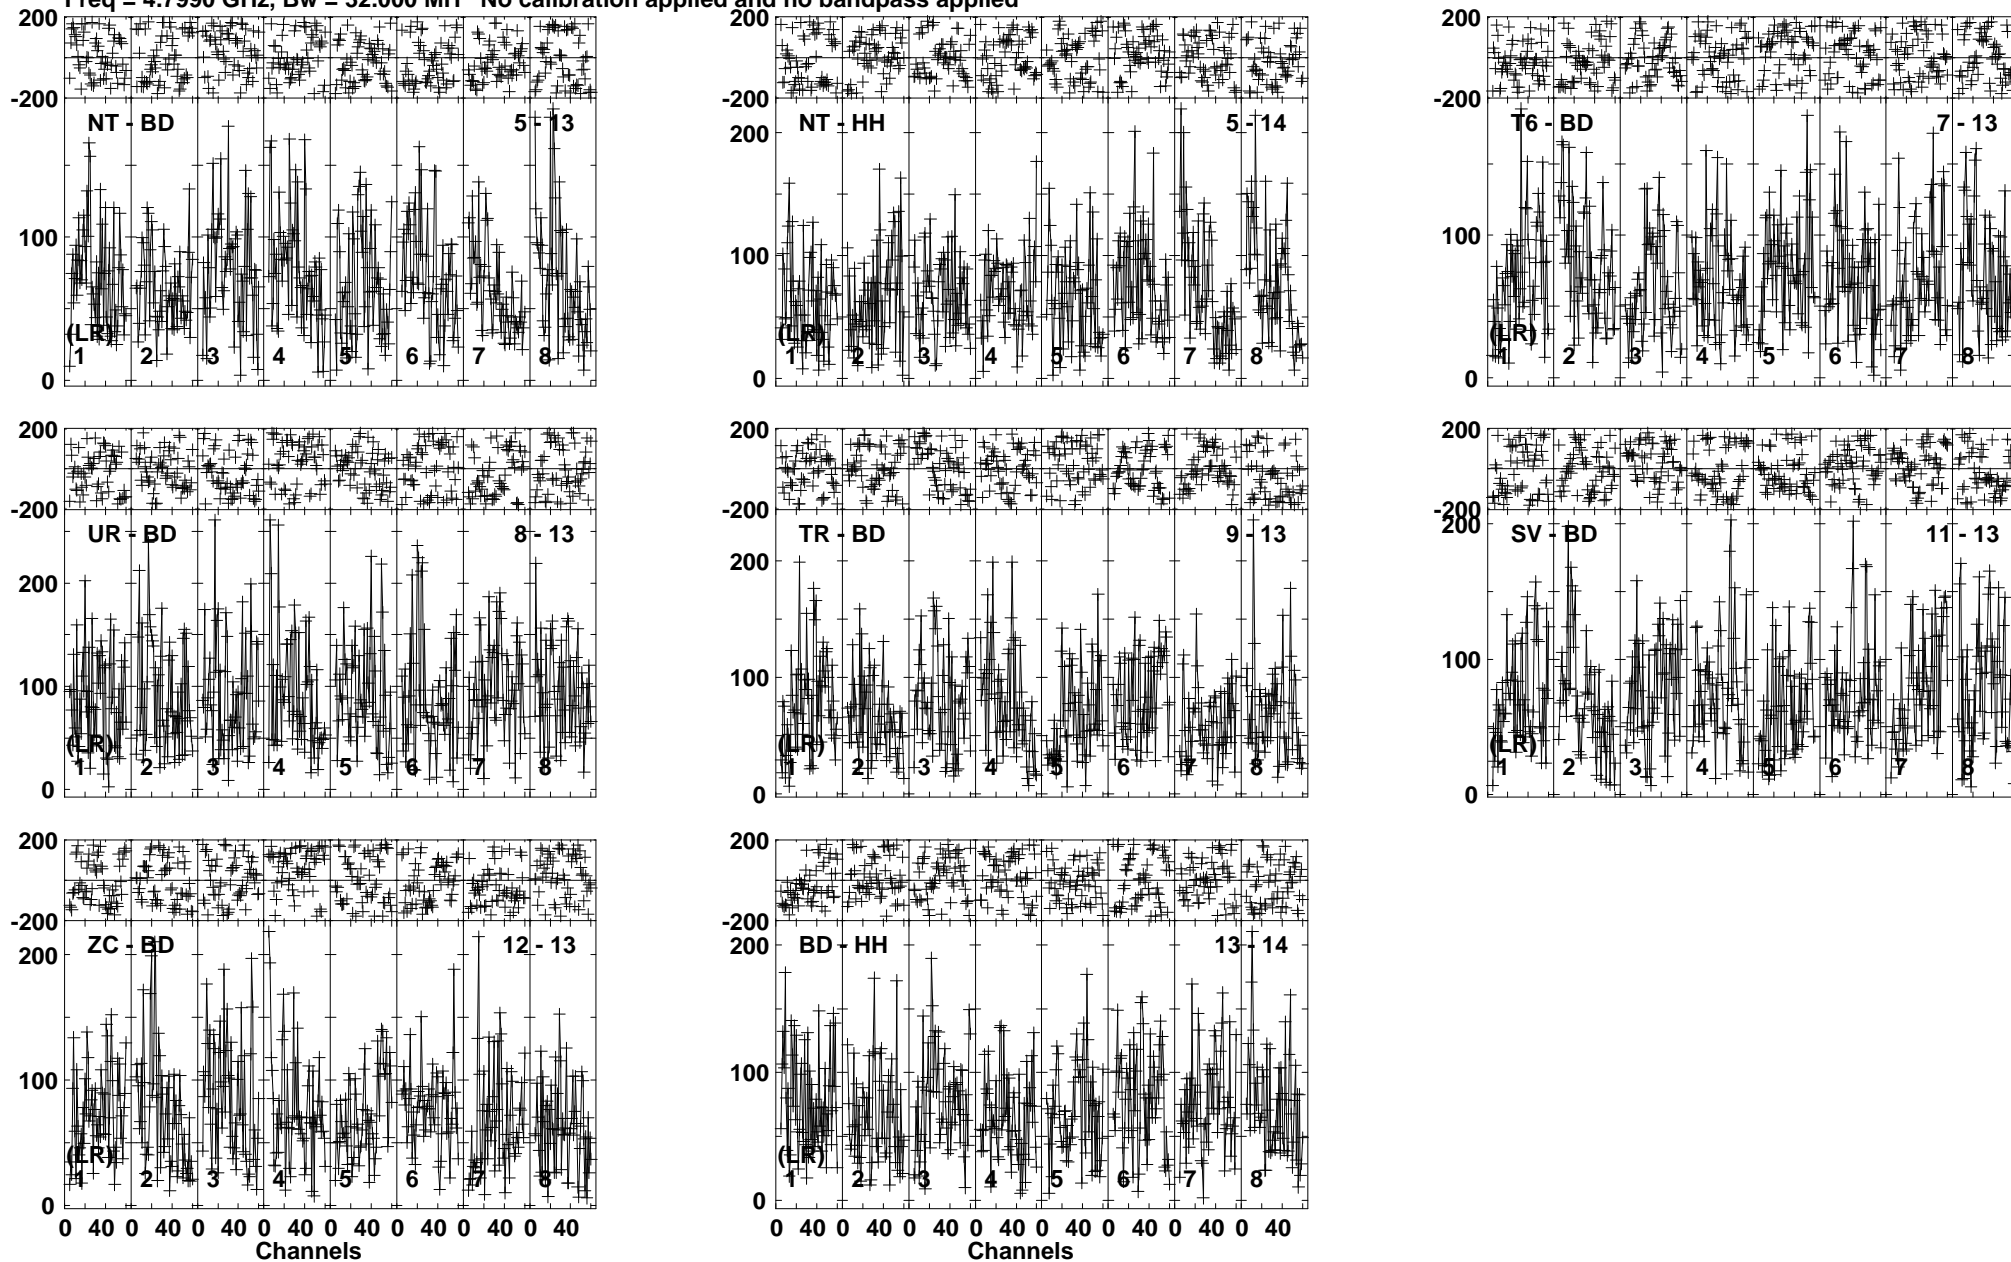 Freq = 4.7990 GHz, Bw = 32.000 MH No calibration applied and no bandpass applied
200 200 200
-200 -200 -200
NT - BD 5 - 13 NT - HH 5 - 14 T6 - BD 7 - 13
200
100 100 100
(LR) (LR) (LR)
1 2 3 4 5 6 7 8 1 2 3 4 5 6 7 8 1 2 3 4 5 6 7 8
0 0 0
200 200 200
-200 -200 -200
200
UR - BD 8 - 13 TR - BD 9 - 13 SV - BD 11 - 13
200 200
100 100 100
(LR) (LR) (LR)
1 2 3 4 5 6 7 8 1 2 3 4 5 6 7 8 1 2 3 4 5 6 7 8
0 0 0
200 200
-200 -200
ZC - BD 12 - 13 BD - HH 13 - 14
200 200
100 100
(LR) (LR)
1 2 3 4 5 6 7 8 1 2 3 4 5 6 7 8
0 0
0 40 0 40 0 40 0 40 0 40 0 40 0 40 0 40 0 40 0 40 0 40 0 40 0 40 0 40 0 40 0 40
Channels Channels